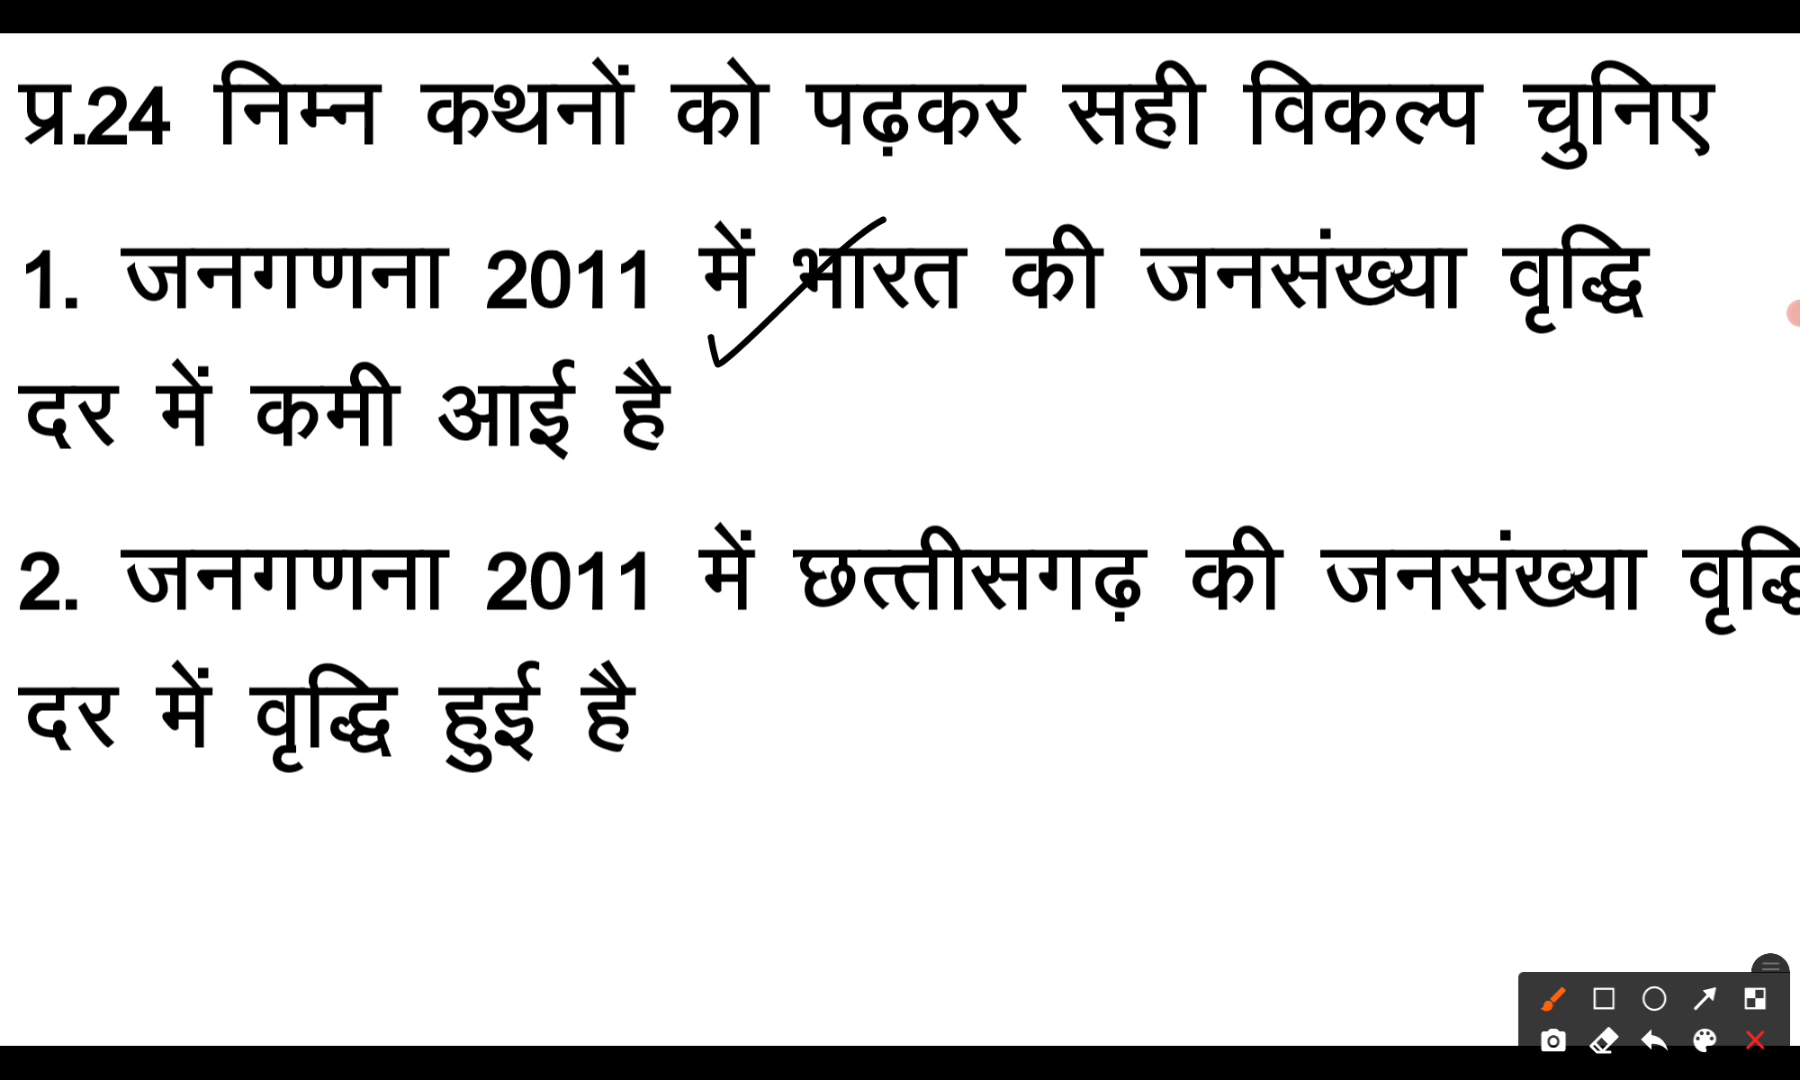 प्र.24 निम्न कथनों को पढ़कर सही विकल्प चुनिए
1. जनगणना 2011 में भारत की जनसंख्या वृद्धि
दर में कमी आई है
2. जनगणना 2011 में छत्तीसगढ़ की जनसंख्या वृद्धि
दर में वृद्धि हुई है